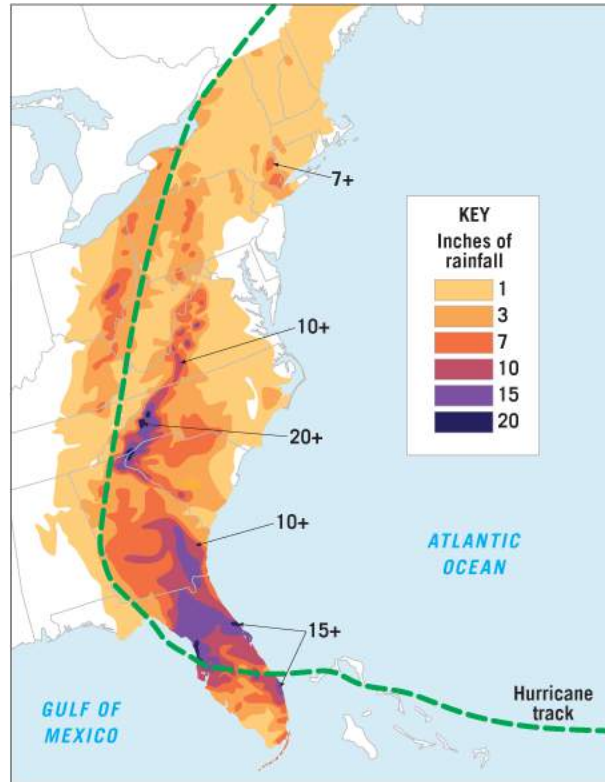 7+
KEY
Inches of
rainfall
1
3
7
10
15
20
10+
20+
10+
ATLANTIC
OCEAN
15+
GULF OF
MEXICO
Hurricane
track